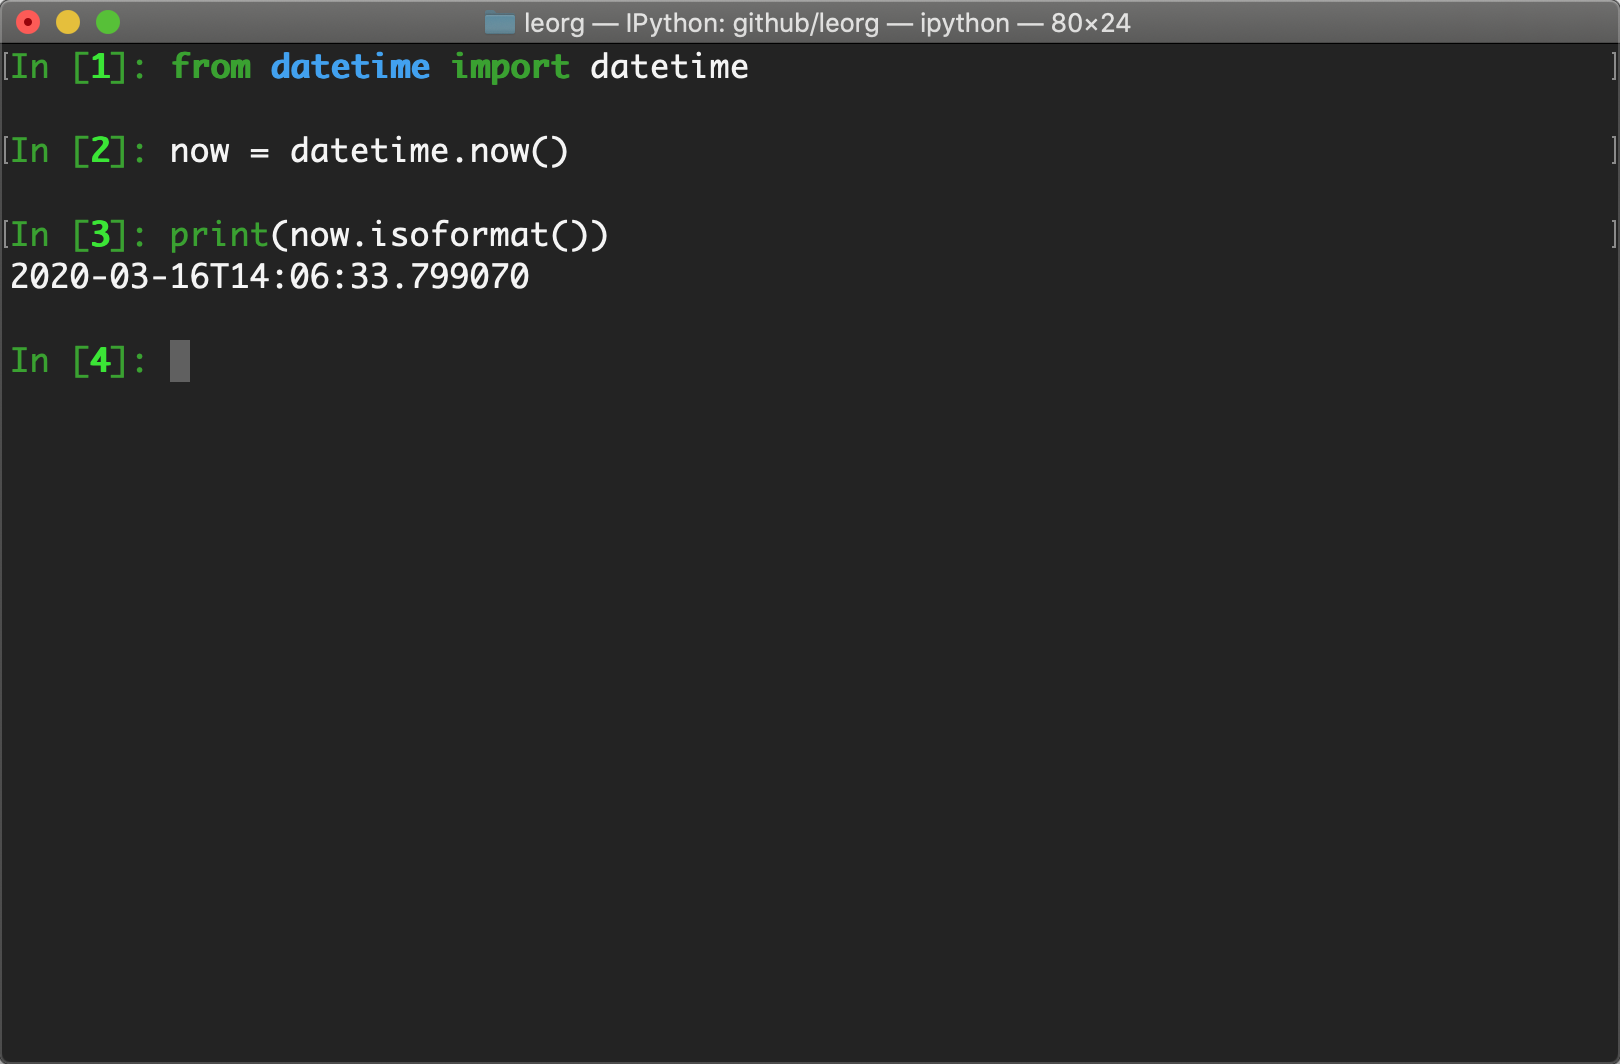 leorg — IPython: github/leorg — ipython — 80×24
In [1]: from datetime import datetime
In [2]: now = datetime.now()
In [3]: print(now.isoformat())
2020-03-16T14:06:33.799070
In [4]: